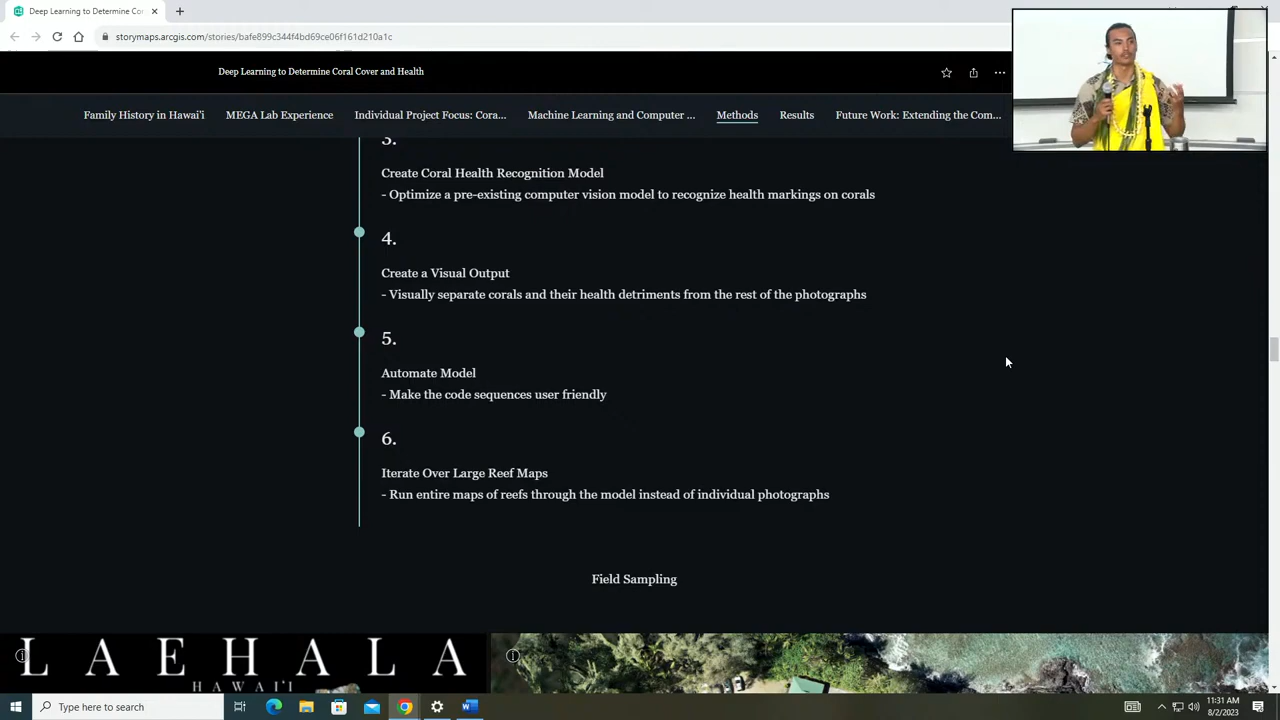 Deep Learning to Determine Cor
storymaps.arcgis.com/stories/bafe899c344f4bd69ce06f161d210a1c
Deep Learning to Determine Coral Cover and Health
Family History in Hawai'i
MEGA Lab Experience
Individual Project Focus: Cora...
Machine Learning and Computer ...
Methods
Results
Future Work: Extending the Com...
3.
Create Coral Health Recognition Model
- Optimize a pre-existing computer vision model to recognize health markings on corals
4.
Create a Visual Output
- Visually separate corals and their health detriments from the rest of the photographs
5.
Automate Model
- Make the code sequences user friendly
6.
Iterate Over Large Reef Maps
- Run entire maps of reefs through the model instead of individual photographs
Field Sampling
LAEHALA
HAWAI'I
Type here to search
11:31 AM
8/2/2023